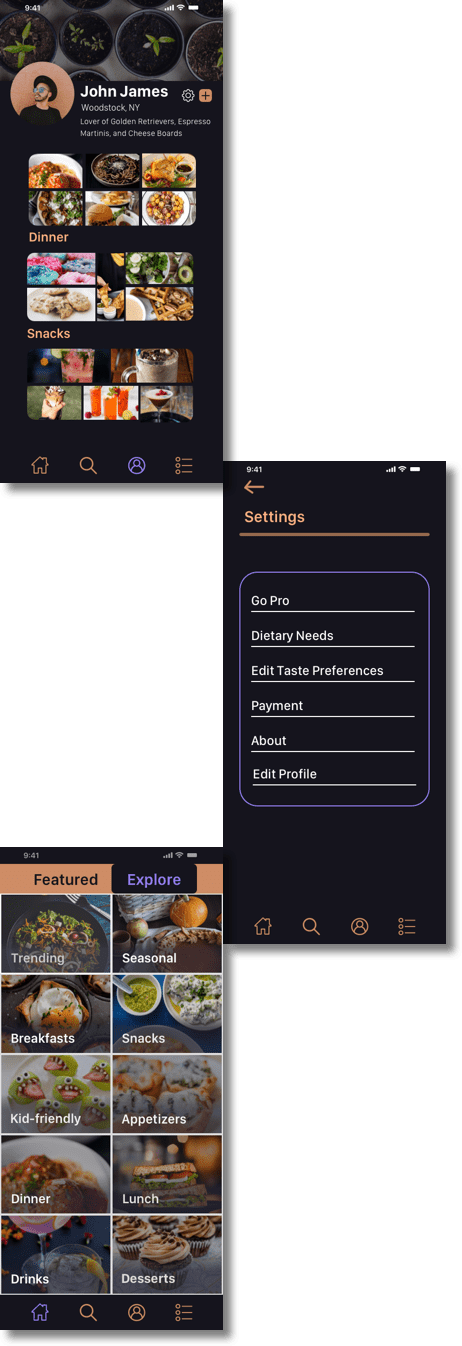 9:41
John James
Woodstock, NY
Lover of Golden Retrievers, Espresso
Martinis, and Cheese Boards
Dinner
Snacks
9:41
Settings
Go Pro
Dietary Needs
Edit Taste Preferences
Payment
About
Edit Profile
9:41
Featured
Explore
Trending
Seasonal
Breakfasts
Snacks
Kid-friendly
Appetizers
Dinner
Lunch
Drinks
Desserts